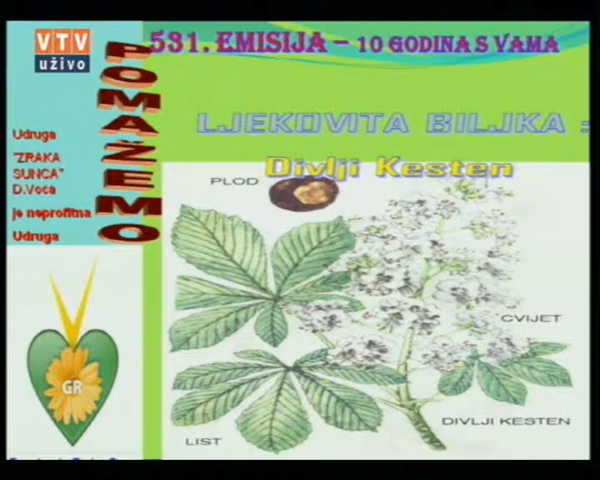 VTV
uživo
POMAŽEMO
531. EMISIJA – 10 GODINA S VAMA
LJEKOVITA BILJKA :
Divlji Kesten
Udruga
"ZRAKA
SUNCA"
D.Voća
je neprofitna
Udruga
PLOD
CVIJET
DIVLJI KESTEN
LIST
GR